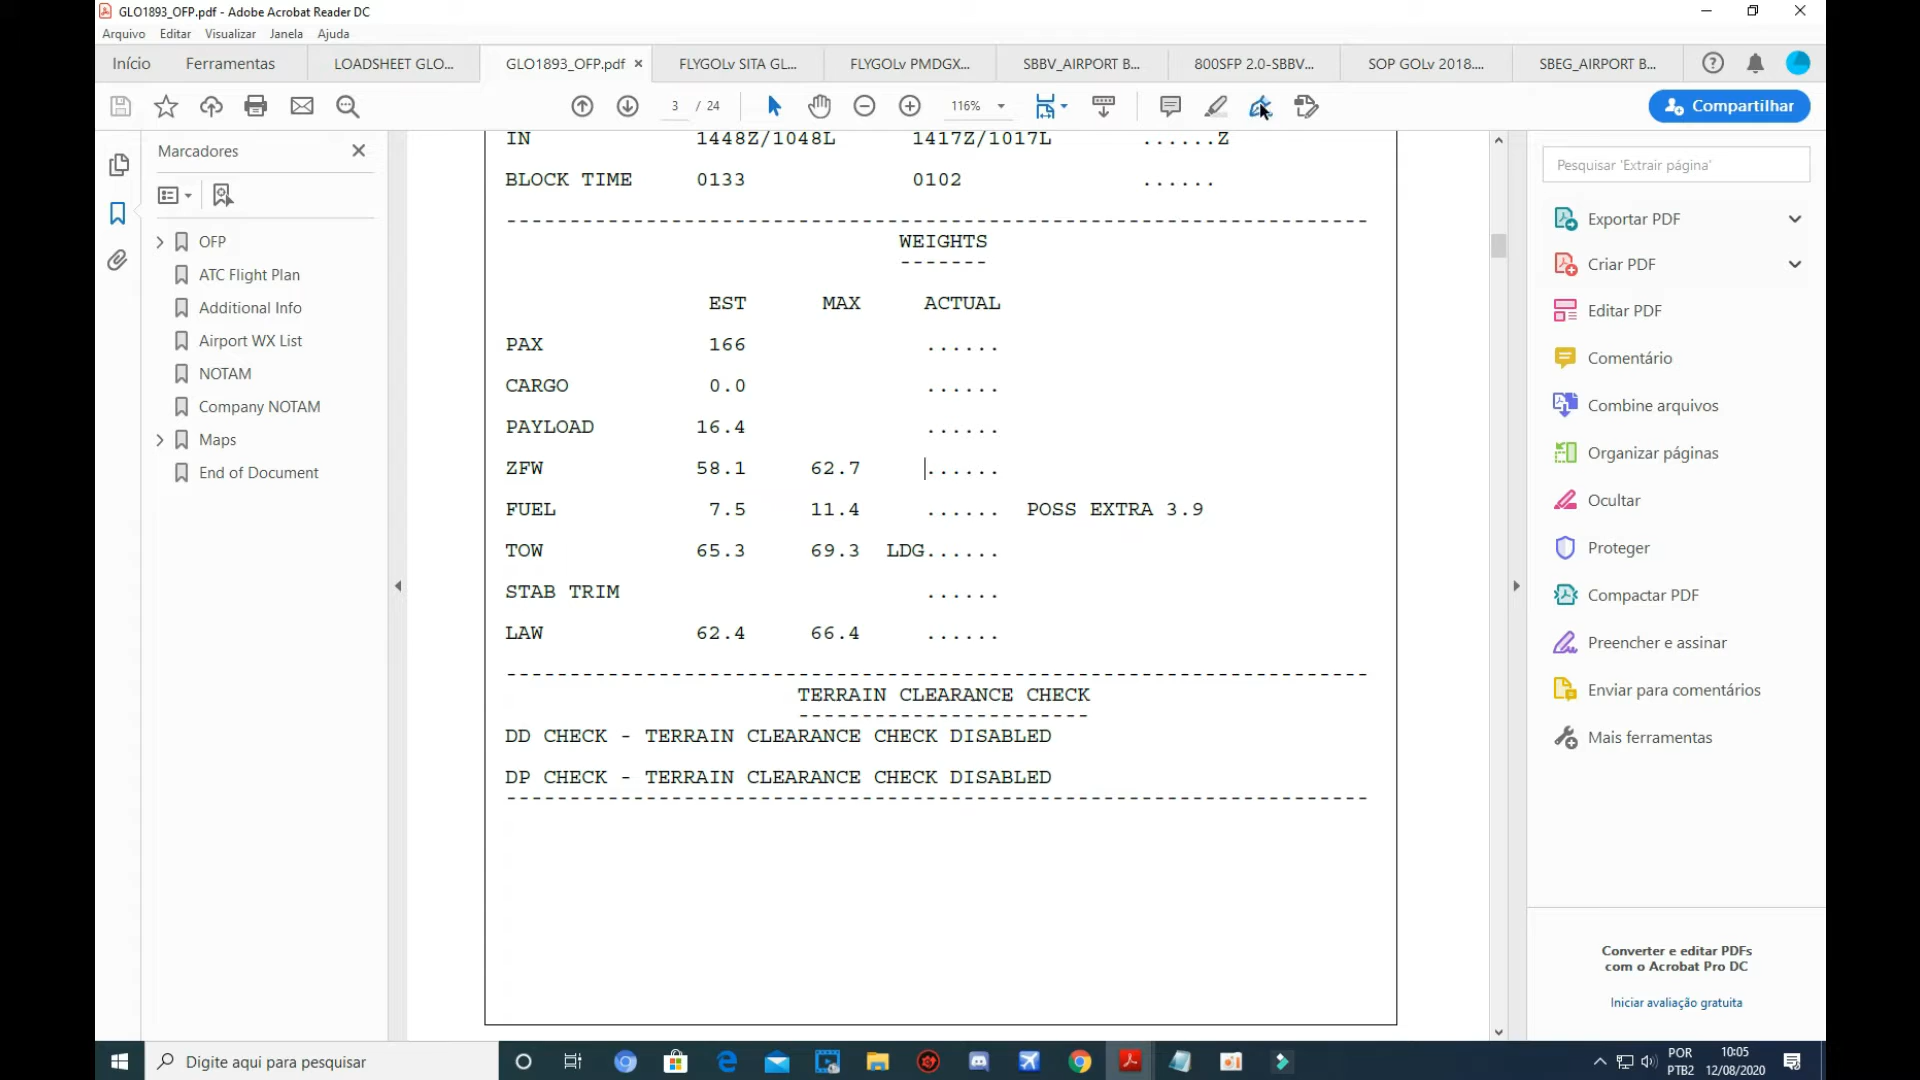 GLO1893_OFP.pdf - Adobe Acrobat Reader DC
Arquivo Editar Visualizar Janela Ajuda
Início Ferramentas LOADSHEET GLO... GLO1893_OFP.pdf × FLYGOLv SITA GL... FLYGOLv PMDGX... SBBV_AIRPORT B... 800SFP 2.0-SBBV... SOP GOLv 2018.... SBEG_AIRPORT B...
3 / 24 116% Compartilhar
Marcadores
OFP
ATC Flight Plan
Additional Info
Airport WX List
NOTAM
Company NOTAM
Maps
End of Document
IN 1448Z/1048L 1417Z/1017L ......Z
BLOCK TIME 0133 0102 ......
--------------------------------------------------------------------
WEIGHTS
-------
EST MAX ACTUAL
PAX 166 ......
CARGO 0.0 ......
PAYLOAD 16.4 ......
ZFW 58.1 62.7 ......
FUEL 7.5 11.4 ...... POSS EXTRA 3.9
TOW 65.3 69.3 LDG......
STAB TRIM ......
LAW 62.4 66.4 ......
--------------------------------------------------------------------
TERRAIN CLEARANCE CHECK
-----------------------
DD CHECK - TERRAIN CLEARANCE CHECK DISABLED
DP CHECK - TERRAIN CLEARANCE CHECK DISABLED
--------------------------------------------------------------------
Pesquisar 'Extrair página'
Exportar PDF
Criar PDF
Editar PDF
Comentário
Combine arquivos
Organizar páginas
Ocultar
Proteger
Compactar PDF
Preencher e assinar
Enviar para comentários
Mais ferramentas
Converter e editar PDFs
com o Acrobat Pro DC
Iniciar avaliação gratuita
Digite aqui para pesquisar
POR
PTB2
10:05
12/08/2020